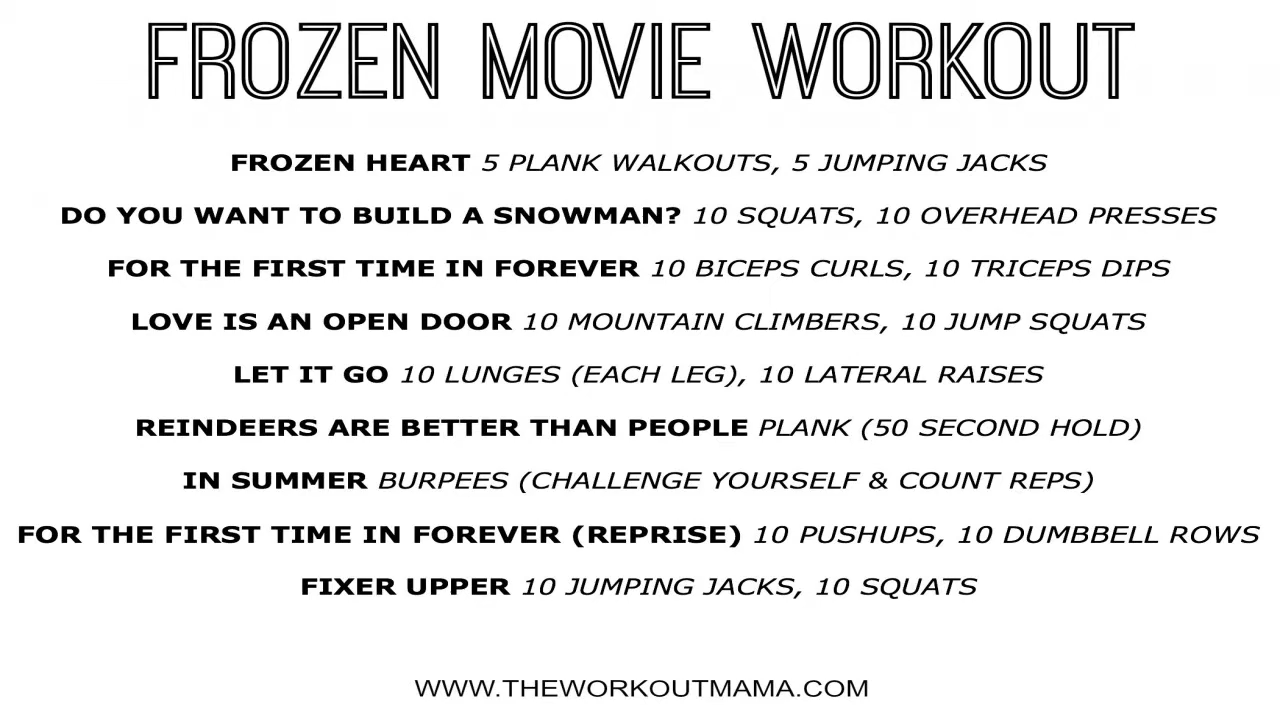 FROZEN MOVIE WORKOUT
FROZEN HEART 5 PLANK WALKOUTS, 5 JUMPING JACKS
DO YOU WANT TO BUILD A SNOWMAN? 10 SQUATS, 10 OVERHEAD PRESSES
FOR THE FIRST TIME IN FOREVER 10 BICEPS CURLS, 10 TRICEPS DIPS
LOVE IS AN OPEN DOOR 10 MOUNTAIN CLIMBERS, 10 JUMP SQUATS
LET IT GO 10 LUNGES (EACH LEG), 10 LATERAL RAISES
REINDEERS ARE BETTER THAN PEOPLE PLANK (50 SECOND HOLD)
IN SUMMER BURPEES (CHALLENGE YOURSELF & COUNT REPS)
FOR THE FIRST TIME IN FOREVER (REPRISE) 10 PUSHUPS, 10 DUMBBELL ROWS
FIXER UPPER 10 JUMPING JACKS, 10 SQUATS
WWW.THEWORKOUTMAMA.COM